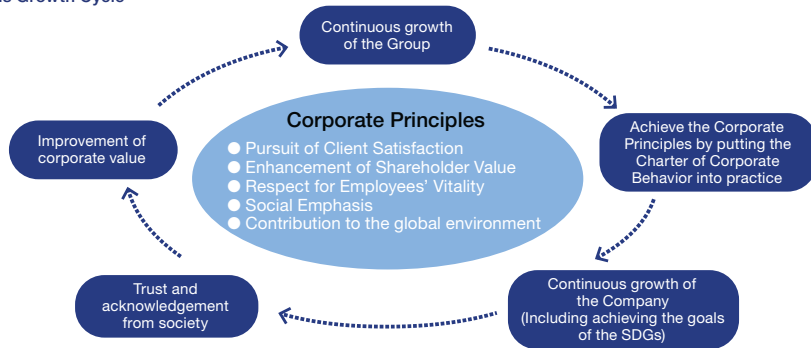 Growth Cycle
Continuous growth
of the Group
Achieve the Corporate
Principles by putting the
Charter of Corporate
Behavior into practice
Continuous growth of
the Company
(Including achieving the goals
of the SDGs)
Trust and
acknowledgement
from society
Improvement of
corporate value
Corporate Principles
● Pursuit of Client Satisfaction
● Enhancement of Shareholder Value
● Respect for Employees' Vitality
● Social Emphasis
● Contribution to the global environment